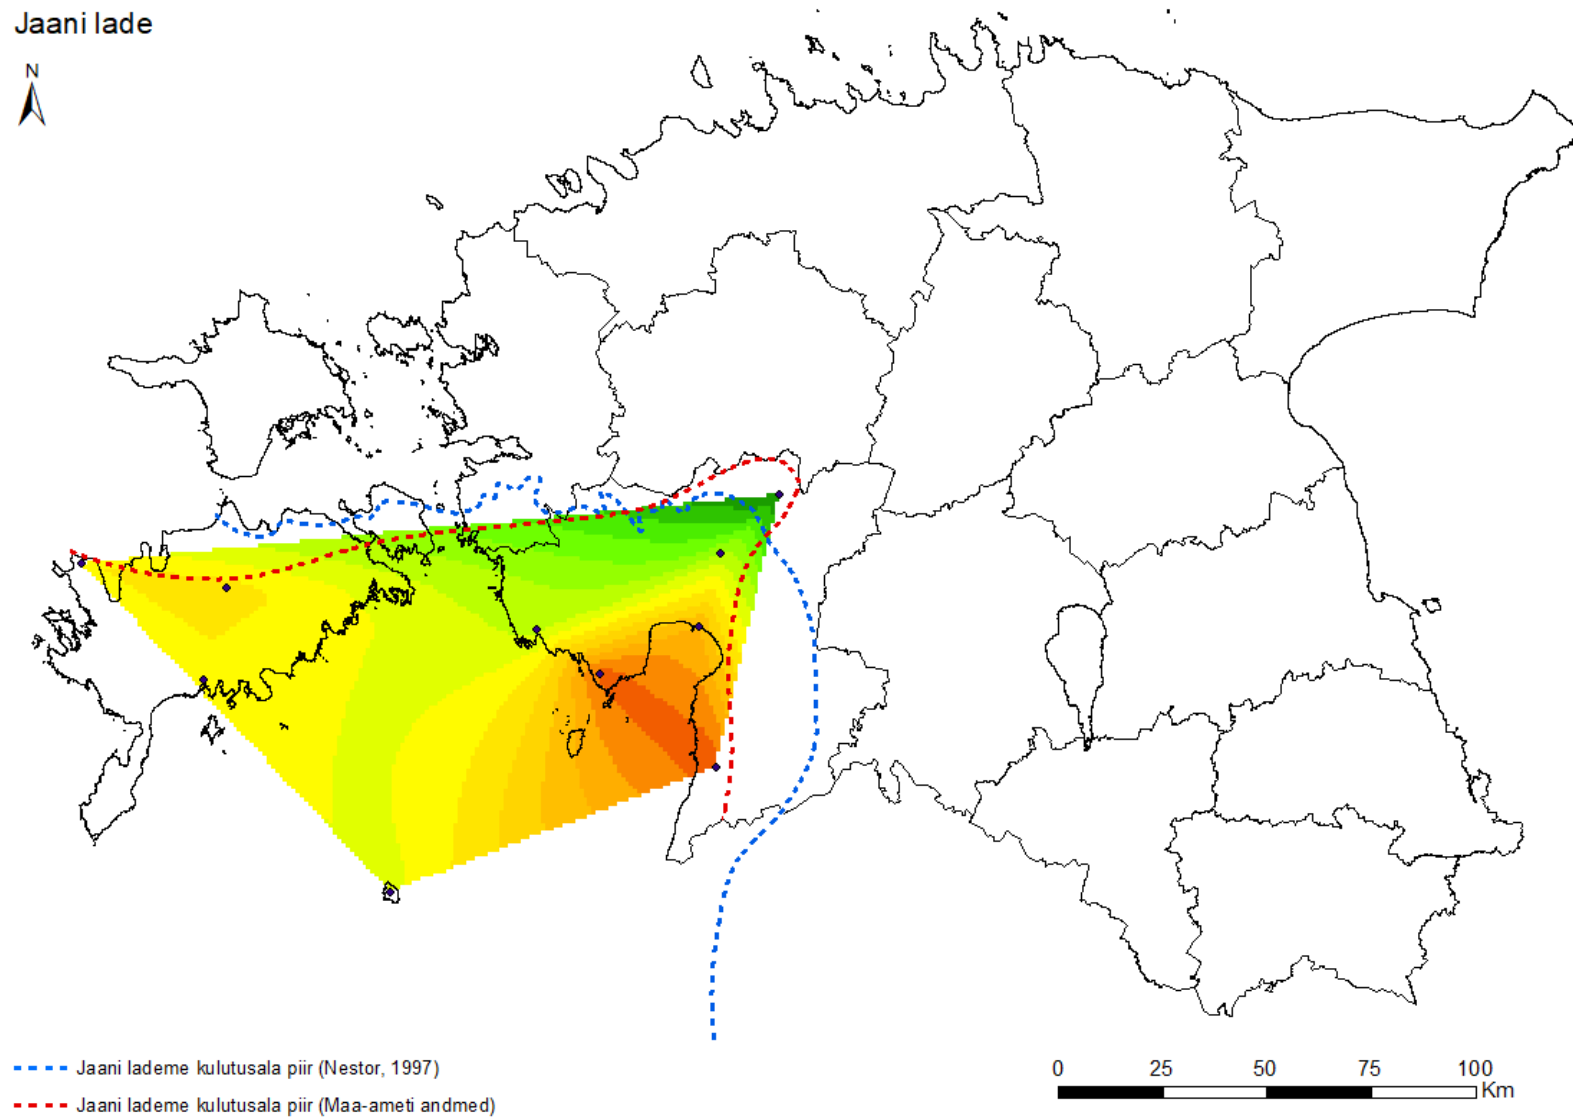 Jaani lade
N
Jaani lademe kulutusala piir (Nestor, 1997)
Jaani lademe kulutusala piir (Maa-ameti andmed)
0 25 50 75 100
Km